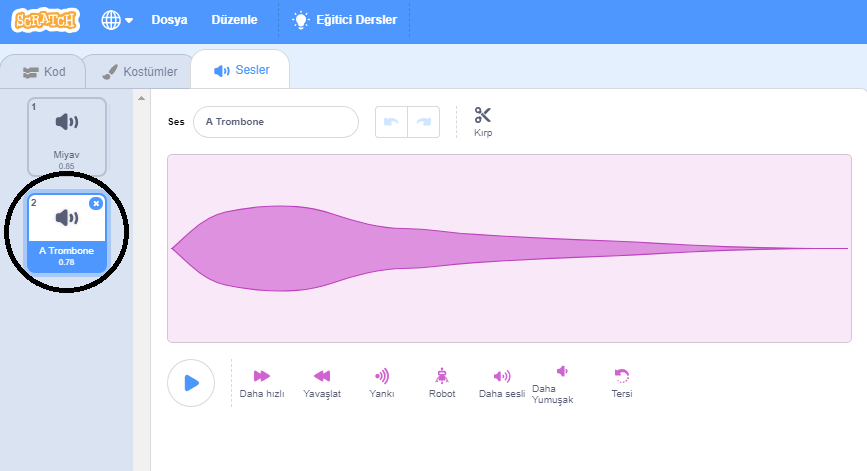 SCRATCH Dosya Düzenle Eğitici Dersler
Kod Kostümler Sesler
1
Miyav
0.85
2
A Trombone
0.78
Ses A Trombone
Kırp
Daha hızlı Yavaşlat Yankı Robot Daha sesli Daha Yumuşak Tersi